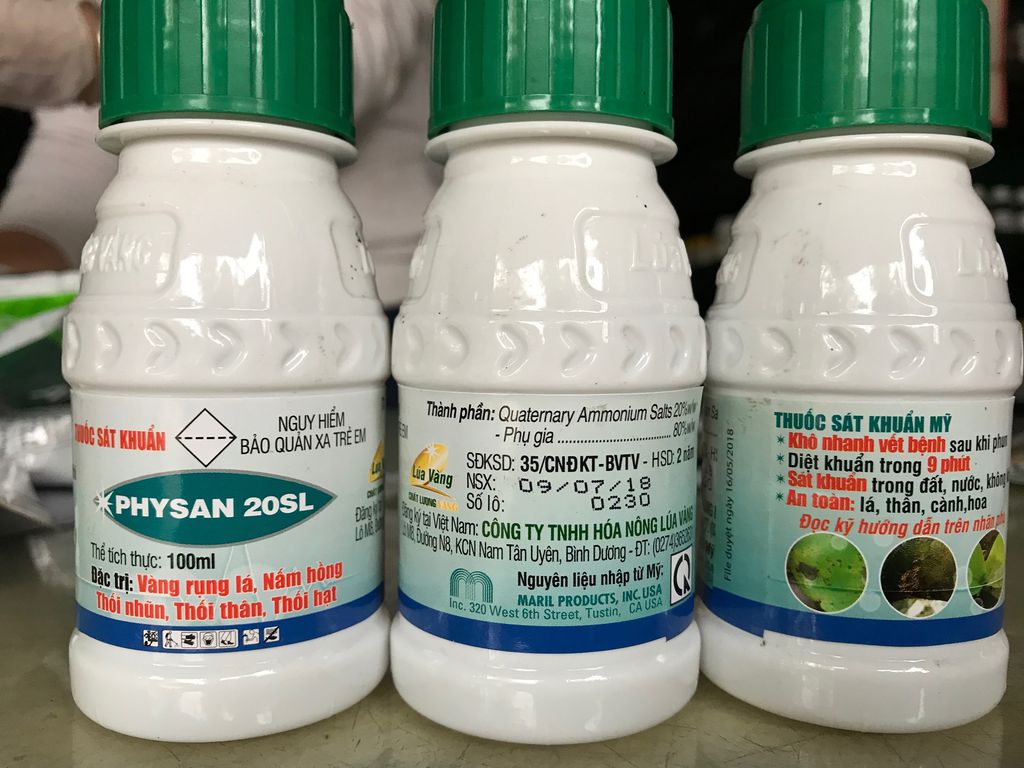 THUỐC SÁT KHUẨN
NGUY HIỂM
BẢO QUẢN XA TRẺ EM
PHYSAN 20SL
Thể tích thực: 100ml
Đặc trị: Vàng rụng lá, Nấm hồng
Thối nhũn, Thối thân, Thối hạt
Thành phần: Quaternary Ammonium Salts 20%w/w
- Phụ gia ................................... 80%w/w
SĐKSD: 35/CNĐKT-BVTV - HSD: 2 năm
NSX: 09/07/18
Số lô: 0230
Lúa Vàng
CHẤT LƯỢNG VÀNG
Đăng ký tại Việt Nam: CÔNG TY TNHH HÓA NÔNG LÚA VÀNG
Lô M8, Đường N8, KCN Nam Tân Uyên, Bình Dương - ĐT:
Nguyên liệu nhập từ Mỹ:
MARIL PRODUCTS, INC. USA
Inc. 320 West 6th Street, Tustin, CA USA
File duyệt ngày 16/05/2018
THUỐC SÁT KHUẨN MỸ
Khô nhanh vết bệnh sau khi phun
Diệt khuẩn trong 9 phút
Sát khuẩn trong đất, nước, không
An toàn: lá, thân, cành, hoa
Đọc kỹ hướng dẫn trên nhãn